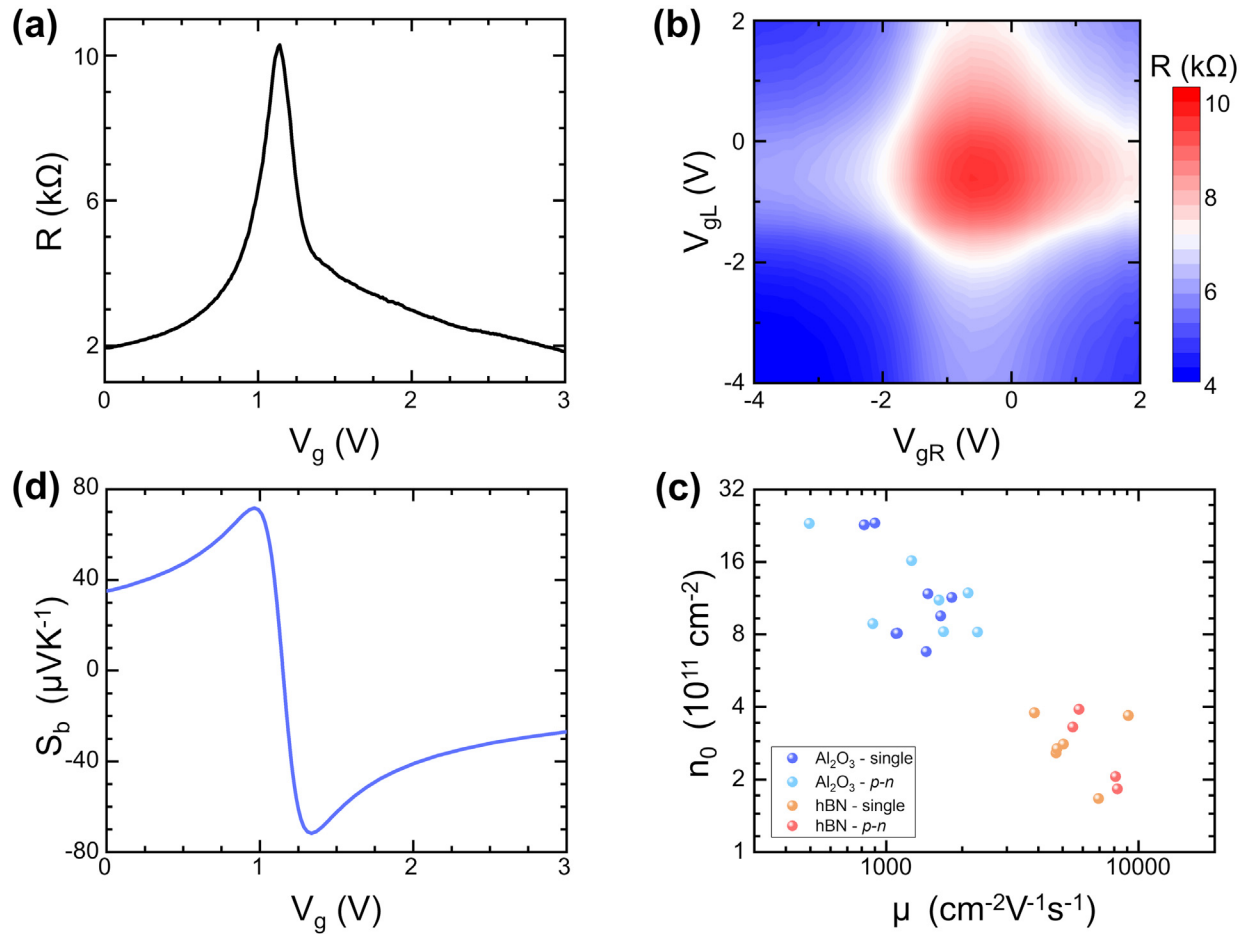 (a)
10
6
2
R (kΩ)
0
1
2
3
V_g (V)
(b)
2
0
-2
-4
V_gL (V)
-4
-2
0
2
V_gR (V)
R (kΩ)
10
8
6
4
(d)
80
40
0
-40
-80
S_b (μVK⁻¹)
0
1
2
3
V_g (V)
(c)
32
16
8
4
2
1
n₀ (10¹¹ cm⁻²)
Al₂O₃ - single
Al₂O₃ - p-n
hBN - single
hBN - p-n
1000
10000
μ (cm⁻²V⁻¹s⁻¹)